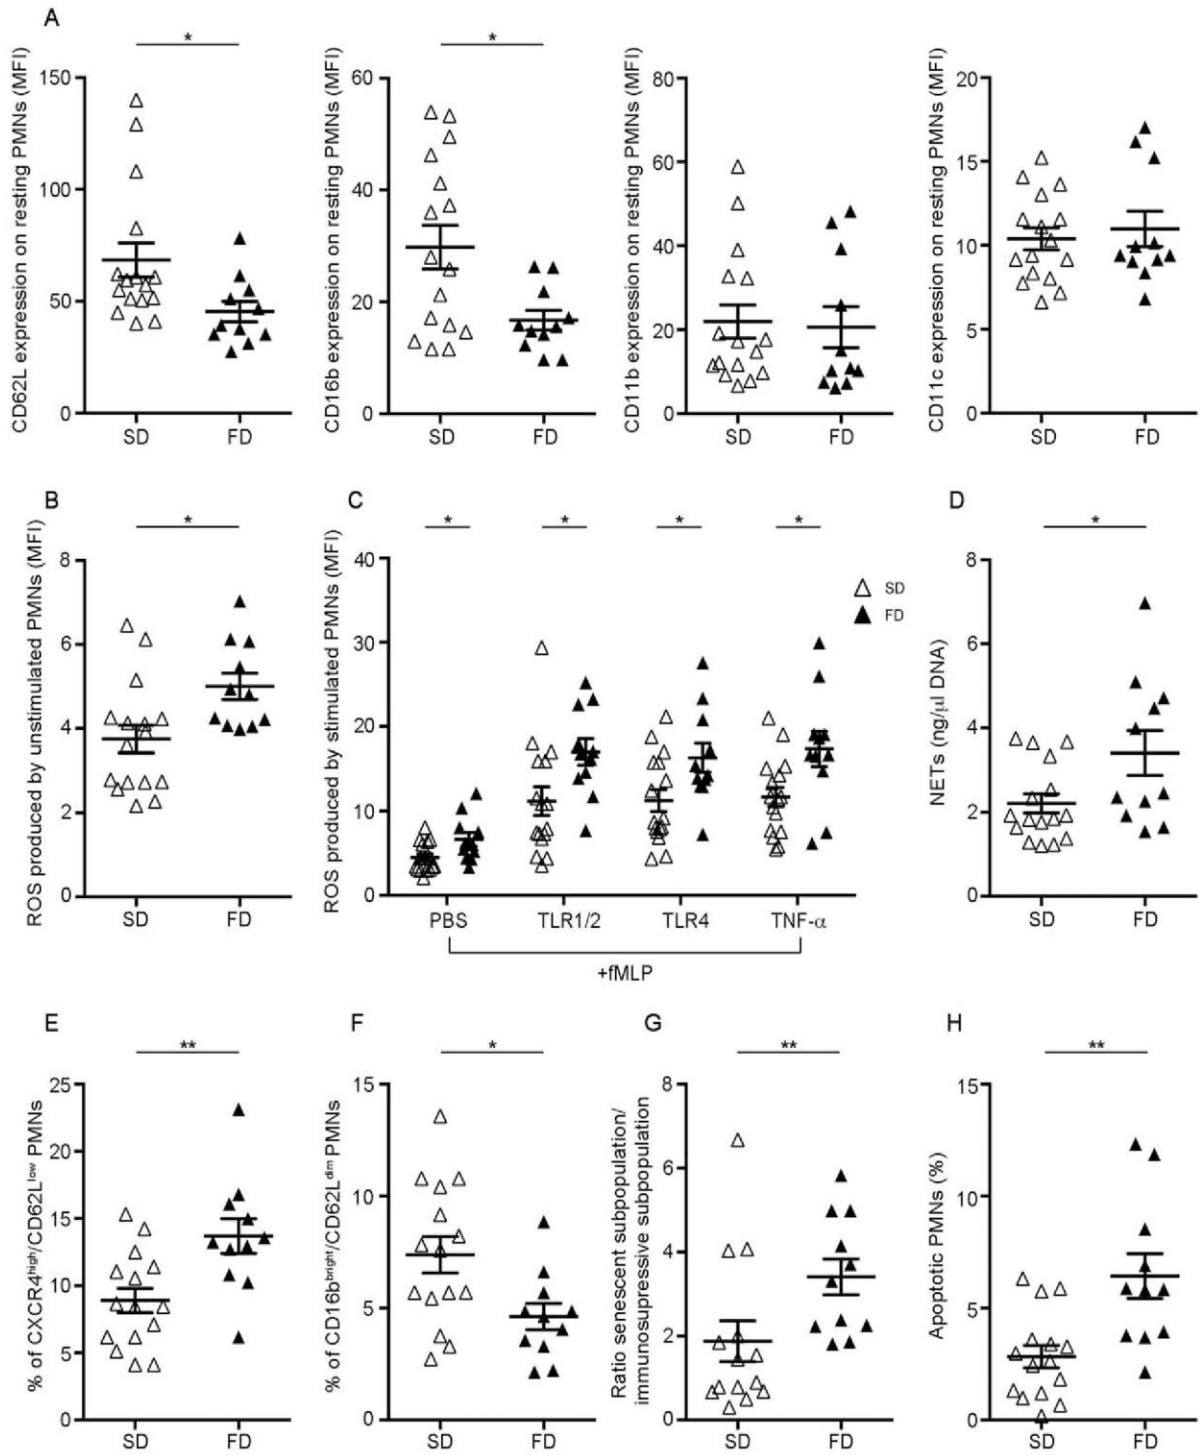 A
*
*
CD62L expression on resting PMNs (MFI)
150
100
50
0
SD
FD
CD16b expression on resting PMNs (MFI)
60
40
20
0
SD
FD
CD11b expression on resting PMNs (MFI)
80
60
40
20
0
SD
FD
CD11c expression on resting PMNs (MFI)
20
15
10
5
0
SD
FD
B
*
ROS produced by unstimulated PMNs (MFI)
8
6
4
2
0
SD
FD
C
*
*
*
*
ROS produced by stimulated PMNs (MFI)
40
30
20
10
0
SD
FD
PBS
TLR1/2
TLR4
TNF-α
+fMLP
D
*
NETs (ng/μl DNA)
8
6
4
2
0
SD
FD
E
**
% of CXCR4high/CD62Llow PMNs
25
20
15
10
5
0
SD
FD
F
*
% of CD16bbright/CD62Ldim PMNs
15
10
5
0
SD
FD
G
**
Ratio senescent subpopulation/
immunosupressive subpopulation
8
6
4
2
0
SD
FD
H
**
Apoptotic PMNs (%)
15
10
5
0
SD
FD